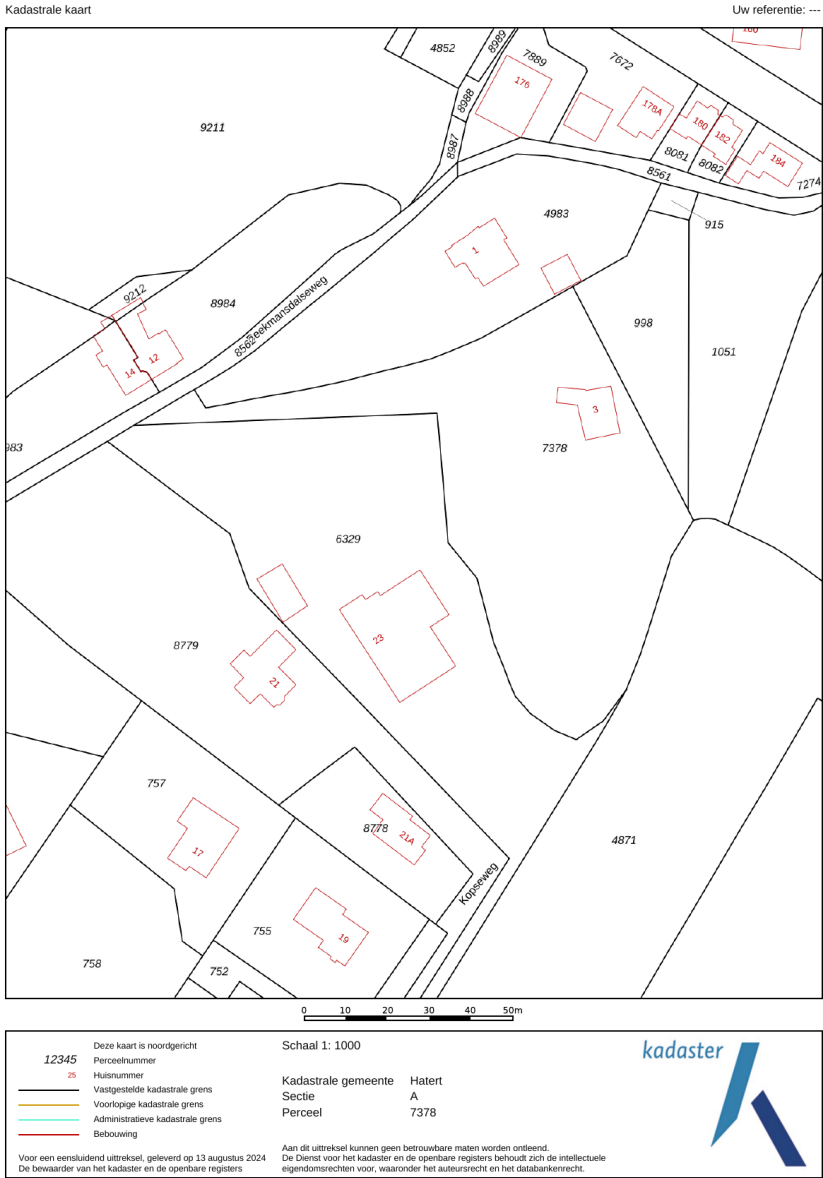 Kadastrale kaart
Uw referentie: ---
4852
8989
7889
7672
176
178A
8988
9211
180
182
8987
8081
8082
184
8561
7274
4983
915
1
9212
8984
Beekmansdalseweg
8562
998
1051
12
14
3
983
7378
6329
23
8779
21
757
8778
21A
17
4871
Kopseweg
755
19
758
752
0 10 20 30 40 50m
Deze kaart is noordgericht
12345 Perceelnummer
25 Huisnummer
Vastgestelde kadastrale grens
Voorlopige kadastrale grens
Administratieve kadastrale grens
Bebouwing
Voor een eensluidend uittreksel, geleverd op 13 augustus 2024
De bewaarder van het kadaster en de openbare registers
Schaal 1: 1000
Kadastrale gemeente Hatert
Sectie A
Perceel 7378
Aan dit uittreksel kunnen geen betrouwbare maten worden ontleend.
De Dienst voor het kadaster en de openbare registers behoudt zich de intellectuele
eigendomsrechten voor, waaronder het auteursrecht en het databankenrecht.
kadaster